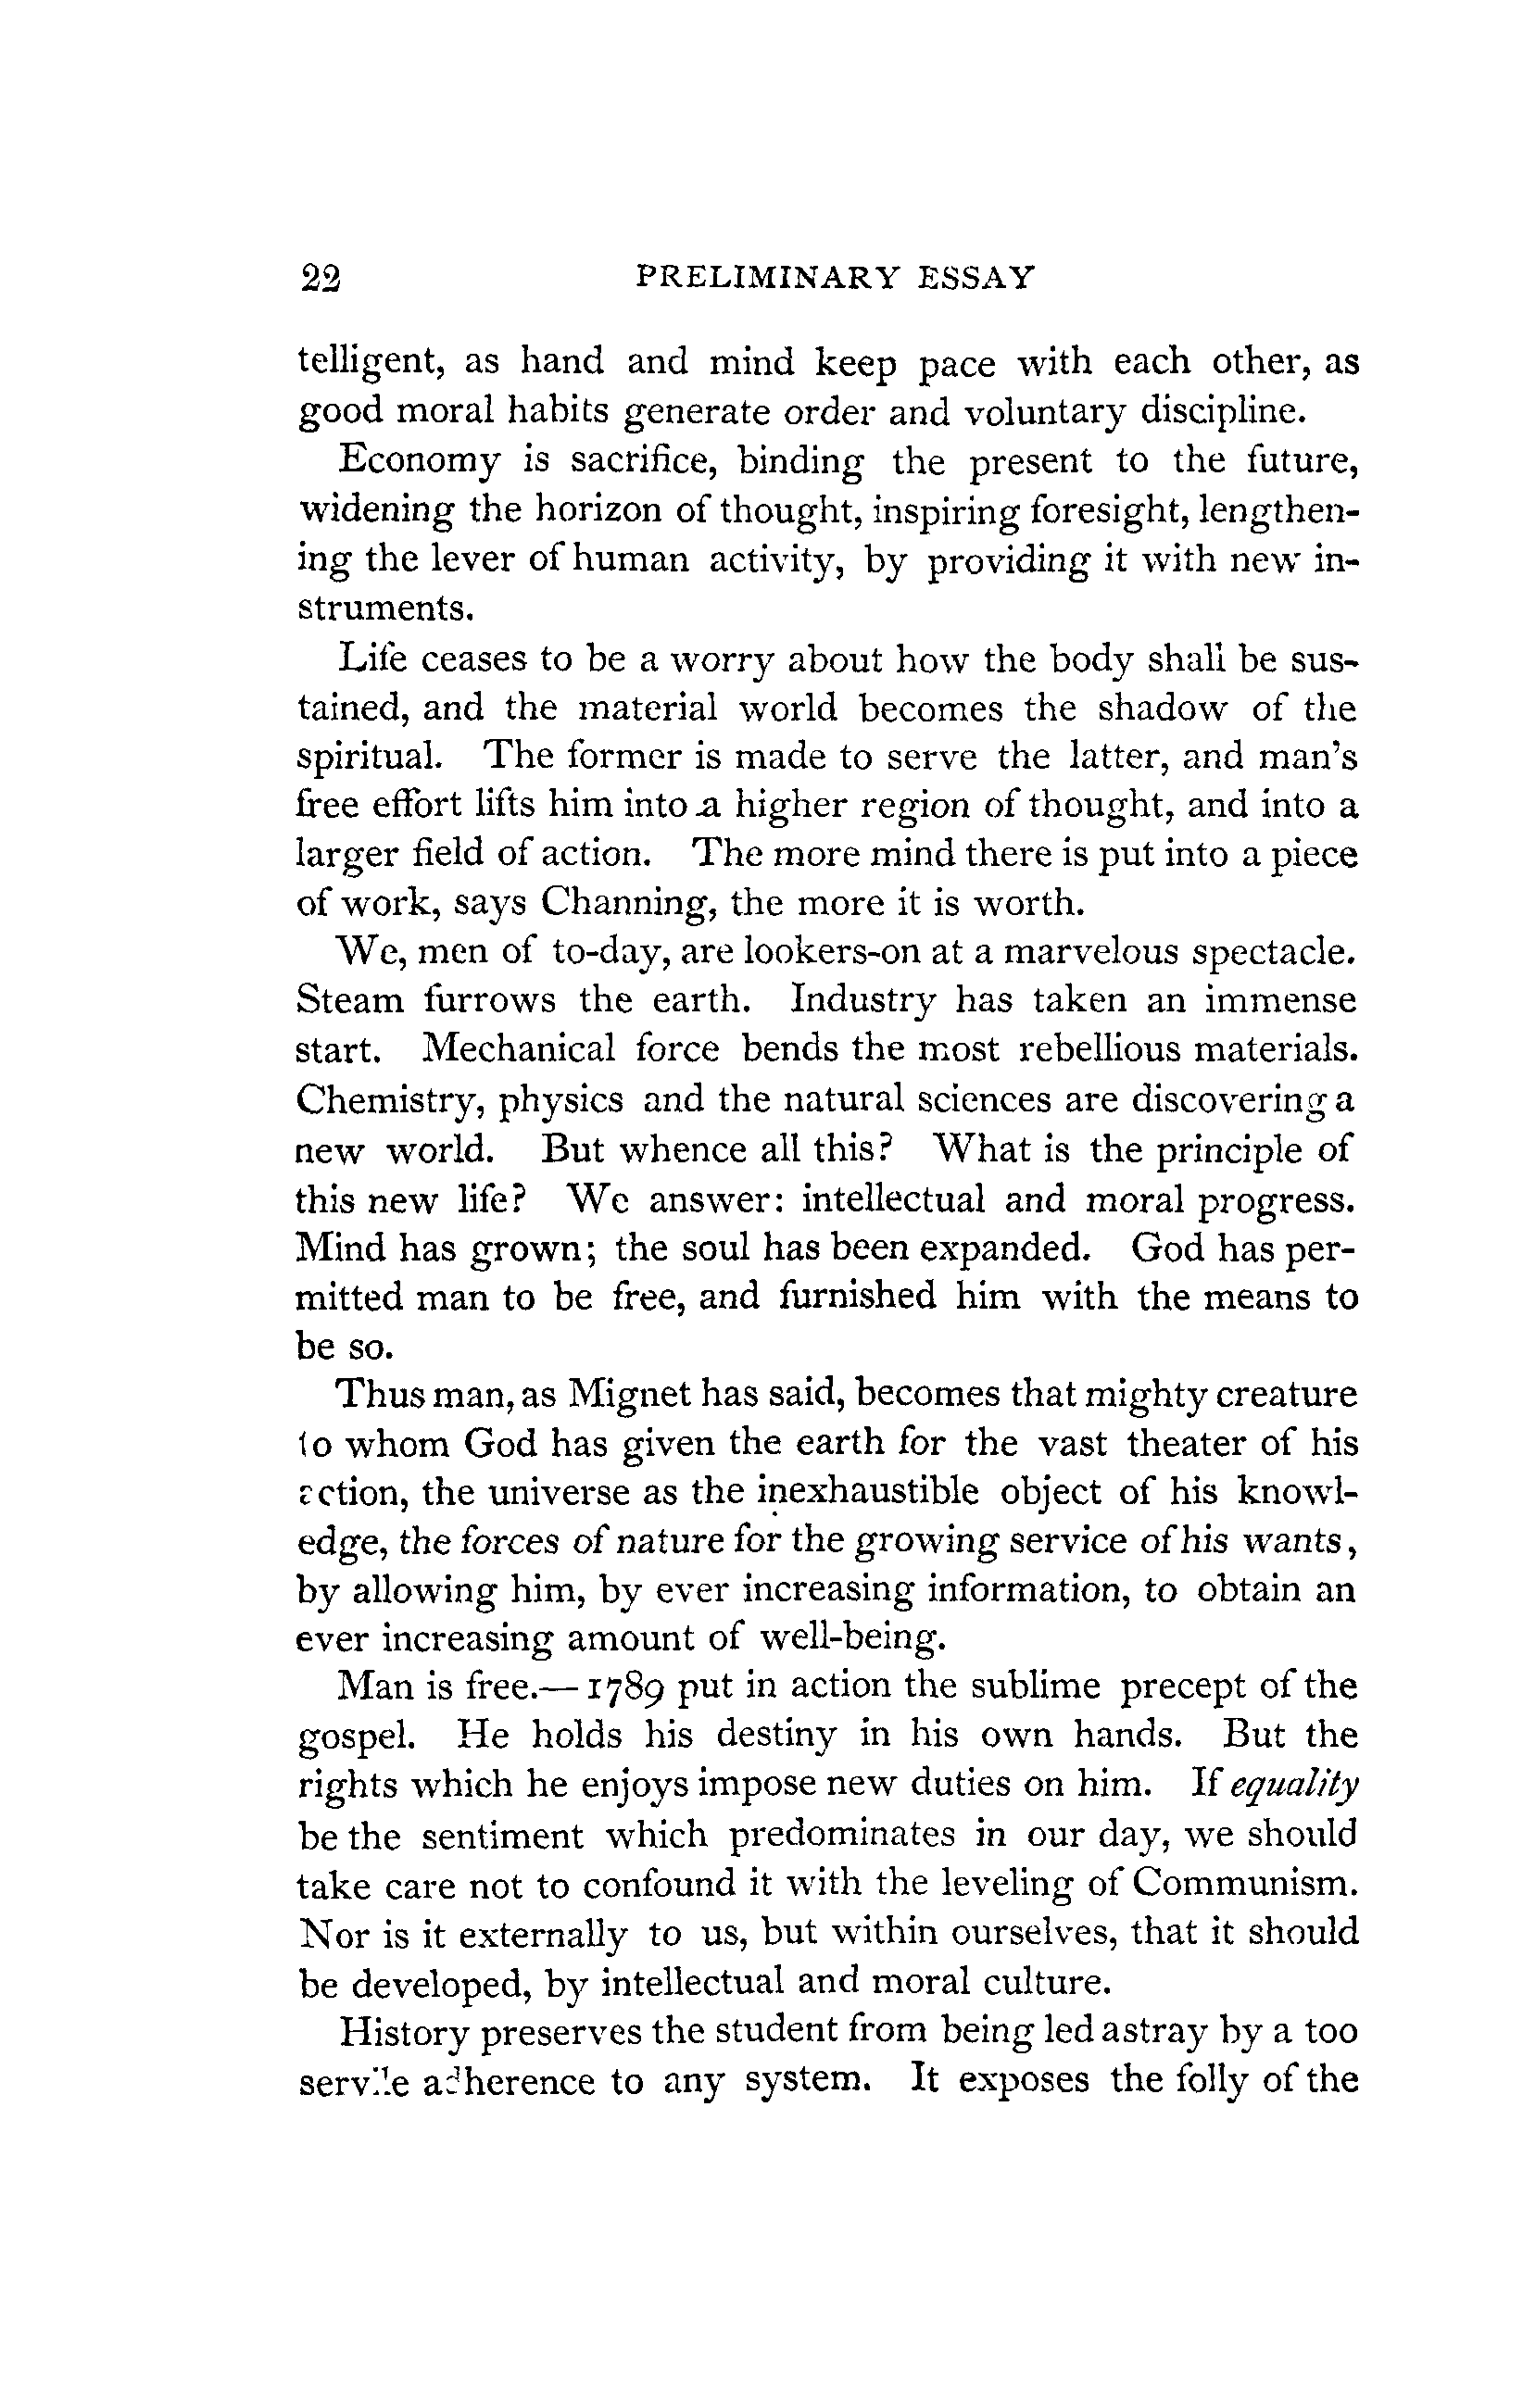 22 PRELIMINARY ESSAY
telligent, as hand and mind keep pace with each other, as
good moral habits generate order and voluntary discipline.
Economy is sacrifice, binding the present to the future,
widening the horizon of thought, inspiring foresight, lengthen-
ing the lever of human activity, by providing it with new in-
struments.
Life ceases to be a worry about how the body shall be sus-
tained, and the material world becomes the shadow of the
spiritual. The former is made to serve the latter, and man's
free effort lifts him into a higher region of thought, and into a
larger field of action. The more mind there is put into a piece
of work, says Channing, the more it is worth.
We, men of to-day, are lookers-on at a marvelous spectacle.
Steam furrows the earth. Industry has taken an immense
start. Mechanical force bends the most rebellious materials.
Chemistry, physics and the natural sciences are discovering a
new world. But whence all this? What is the principle of
this new life? We answer: intellectual and moral progress.
Mind has grown; the soul has been expanded. God has per-
mitted man to be free, and furnished him with the means to
be so.
Thus man, as Mignet has said, becomes that mighty creature
to whom God has given the earth for the vast theater of his
action, the universe as the inexhaustible object of his knowl-
edge, the forces of nature for the growing service of his wants,
by allowing him, by ever increasing information, to obtain an
ever increasing amount of well-being.
Man is free.— 1789 put in action the sublime precept of the
gospel. He holds his destiny in his own hands. But the
rights which he enjoys impose new duties on him. If equality
be the sentiment which predominates in our day, we should
take care not to confound it with the leveling of Communism.
Nor is it externally to us, but within ourselves, that it should
be developed, by intellectual and moral culture.
History preserves the student from being led astray by a too
servile adherence to any system. It exposes the folly of the